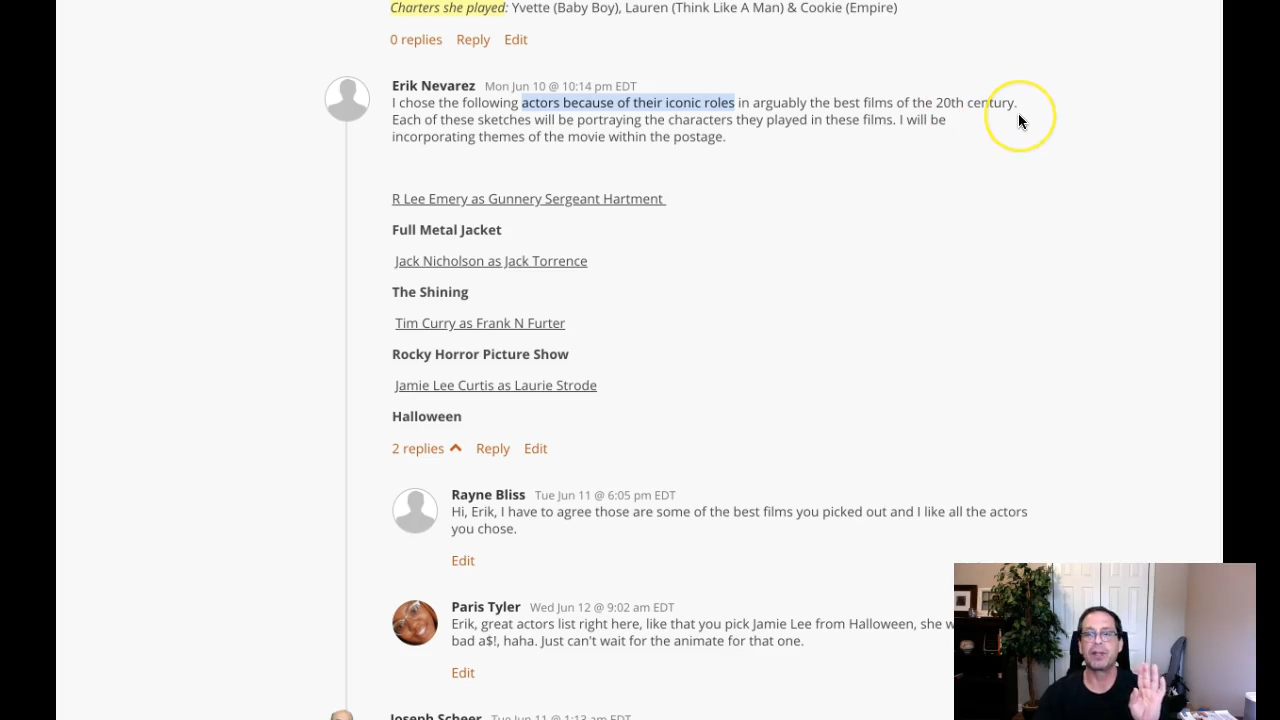 Charters she played: Yvette (Baby Boy), Lauren (Think Like A Man) & Cookie (Empire)
0 replies Reply Edit
Erik Nevarez Mon Jun 10 @ 10:14 pm EDT
I chose the following actors because of their iconic roles in arguably the best films of the 20th century.
Each of these sketches will be portraying the characters they played in these films. I will be
incorporating themes of the movie within the postage.
R Lee Emery as Gunnery Sergeant Hartment
Full Metal Jacket
Jack Nicholson as Jack Torrence
The Shining
Tim Curry as Frank N Furter
Rocky Horror Picture Show
Jamie Lee Curtis as Laurie Strode
Halloween
2 replies Reply Edit
Rayne Bliss Tue Jun 11 @ 6:05 pm EDT
Hi, Erik, I have to agree those are some of the best films you picked out and I like all the actors
you chose.
Edit
Paris Tyler Wed Jun 12 @ 9:02 am EDT
Erik, great actors list right here, like that you pick Jamie Lee from Halloween, she
bad a$!, haha. Just can't wait for the animate for that one.
Edit
Joseph Scheer Tue Jun 11 @ 1:13 am EDT